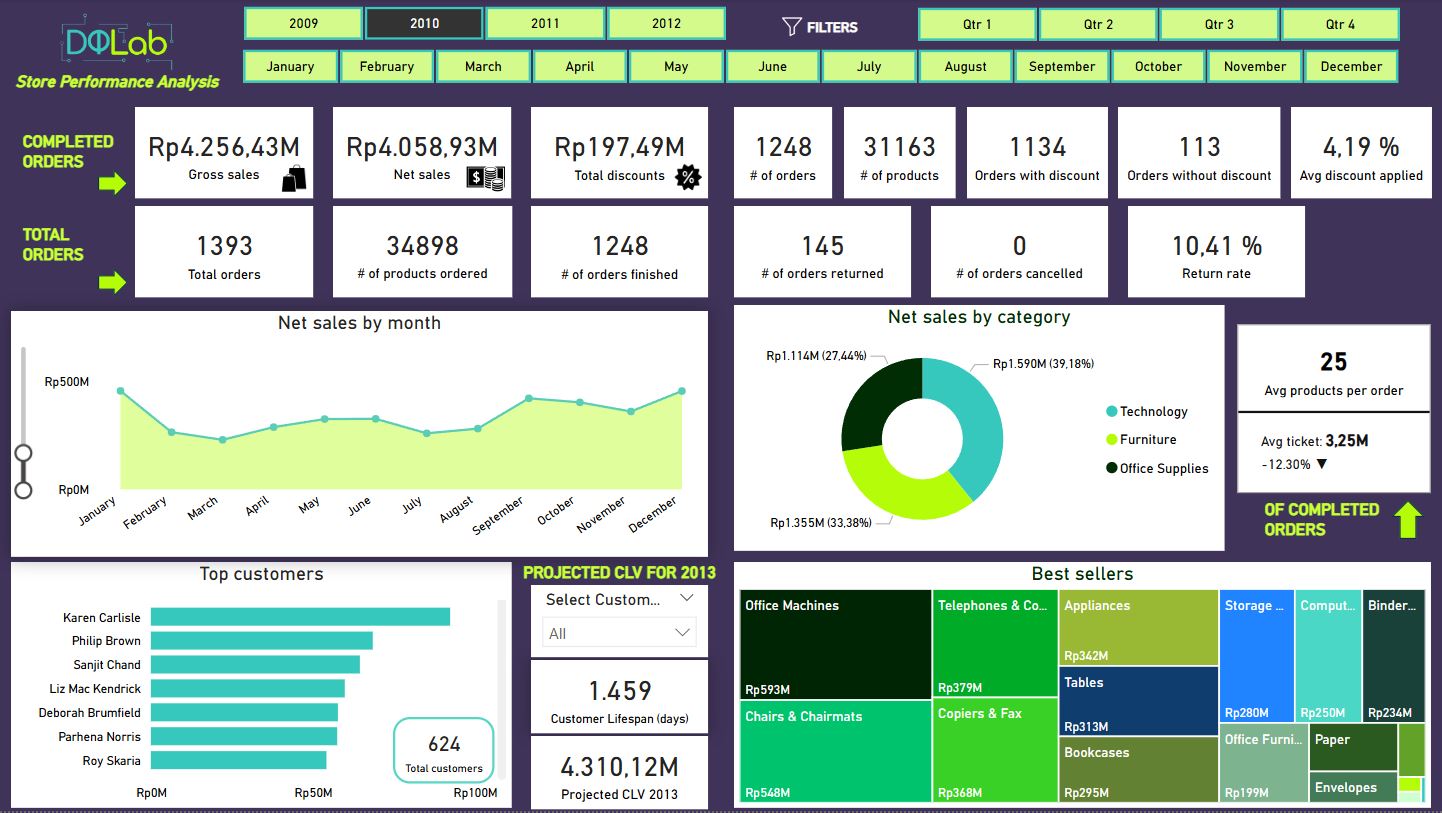 DQLab
Store Performance Analysis
2009
2010
2011
2012
FILTERS
Qtr 1
Qtr 2
Qtr 3
Qtr 4
January
February
March
April
May
June
July
August
September
October
November
December
COMPLETED
ORDERS
Rp4.256,43M
Gross sales
Rp4.058,93M
Net sales
$
Rp197,49M
Total discounts
%
1248
# of orders
31163
# of products
1134
Orders with discount
113
Orders without discount
4,19 %
Avg discount applied
TOTAL
ORDERS
1393
Total orders
34898
# of products ordered
1248
# of orders finished
145
# of orders returned
0
# of orders cancelled
10,41 %
Return rate
Net sales by month
Rp500M
Rp0M
January
February
March
April
May
June
July
August
September
October
November
December
Net sales by category
Rp1.114M (27,44%)
Rp1.590M (39,18%)
Rp1.355M (33,38%)
Technology
Furniture
Office Supplies
25
Avg products per order
Avg ticket: 3,25M
-12.30% ▼
OF COMPLETED
ORDERS
Top customers
Karen Carlisle
Philip Brown
Sanjit Chand
Liz Mac Kendrick
Deborah Brumfield
Parhena Norris
Roy Skaria
Rp0M
Rp50M
Rp100M
624
Total customers
PROJECTED CLV FOR 2013
Select Custom...
All
1.459
Customer Lifespan (days)
4.310,12M
Projected CLV 2013
Best sellers
Office Machines
Rp593M
Chairs & Chairmats
Rp548M
Telephones & Co...
Rp379M
Copiers & Fax
Rp368M
Appliances
Rp342M
Tables
Rp313M
Bookcases
Rp295M
Storage ...
Rp280M
Comput...
Rp250M
Binder...
Rp234M
Office Furni...
Rp199M
Paper
Envelopes